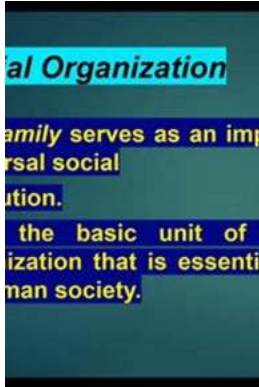 al Organization
amily serves as an imp
rsal social
ution.
the basic unit of
ization that is essenti
man society.